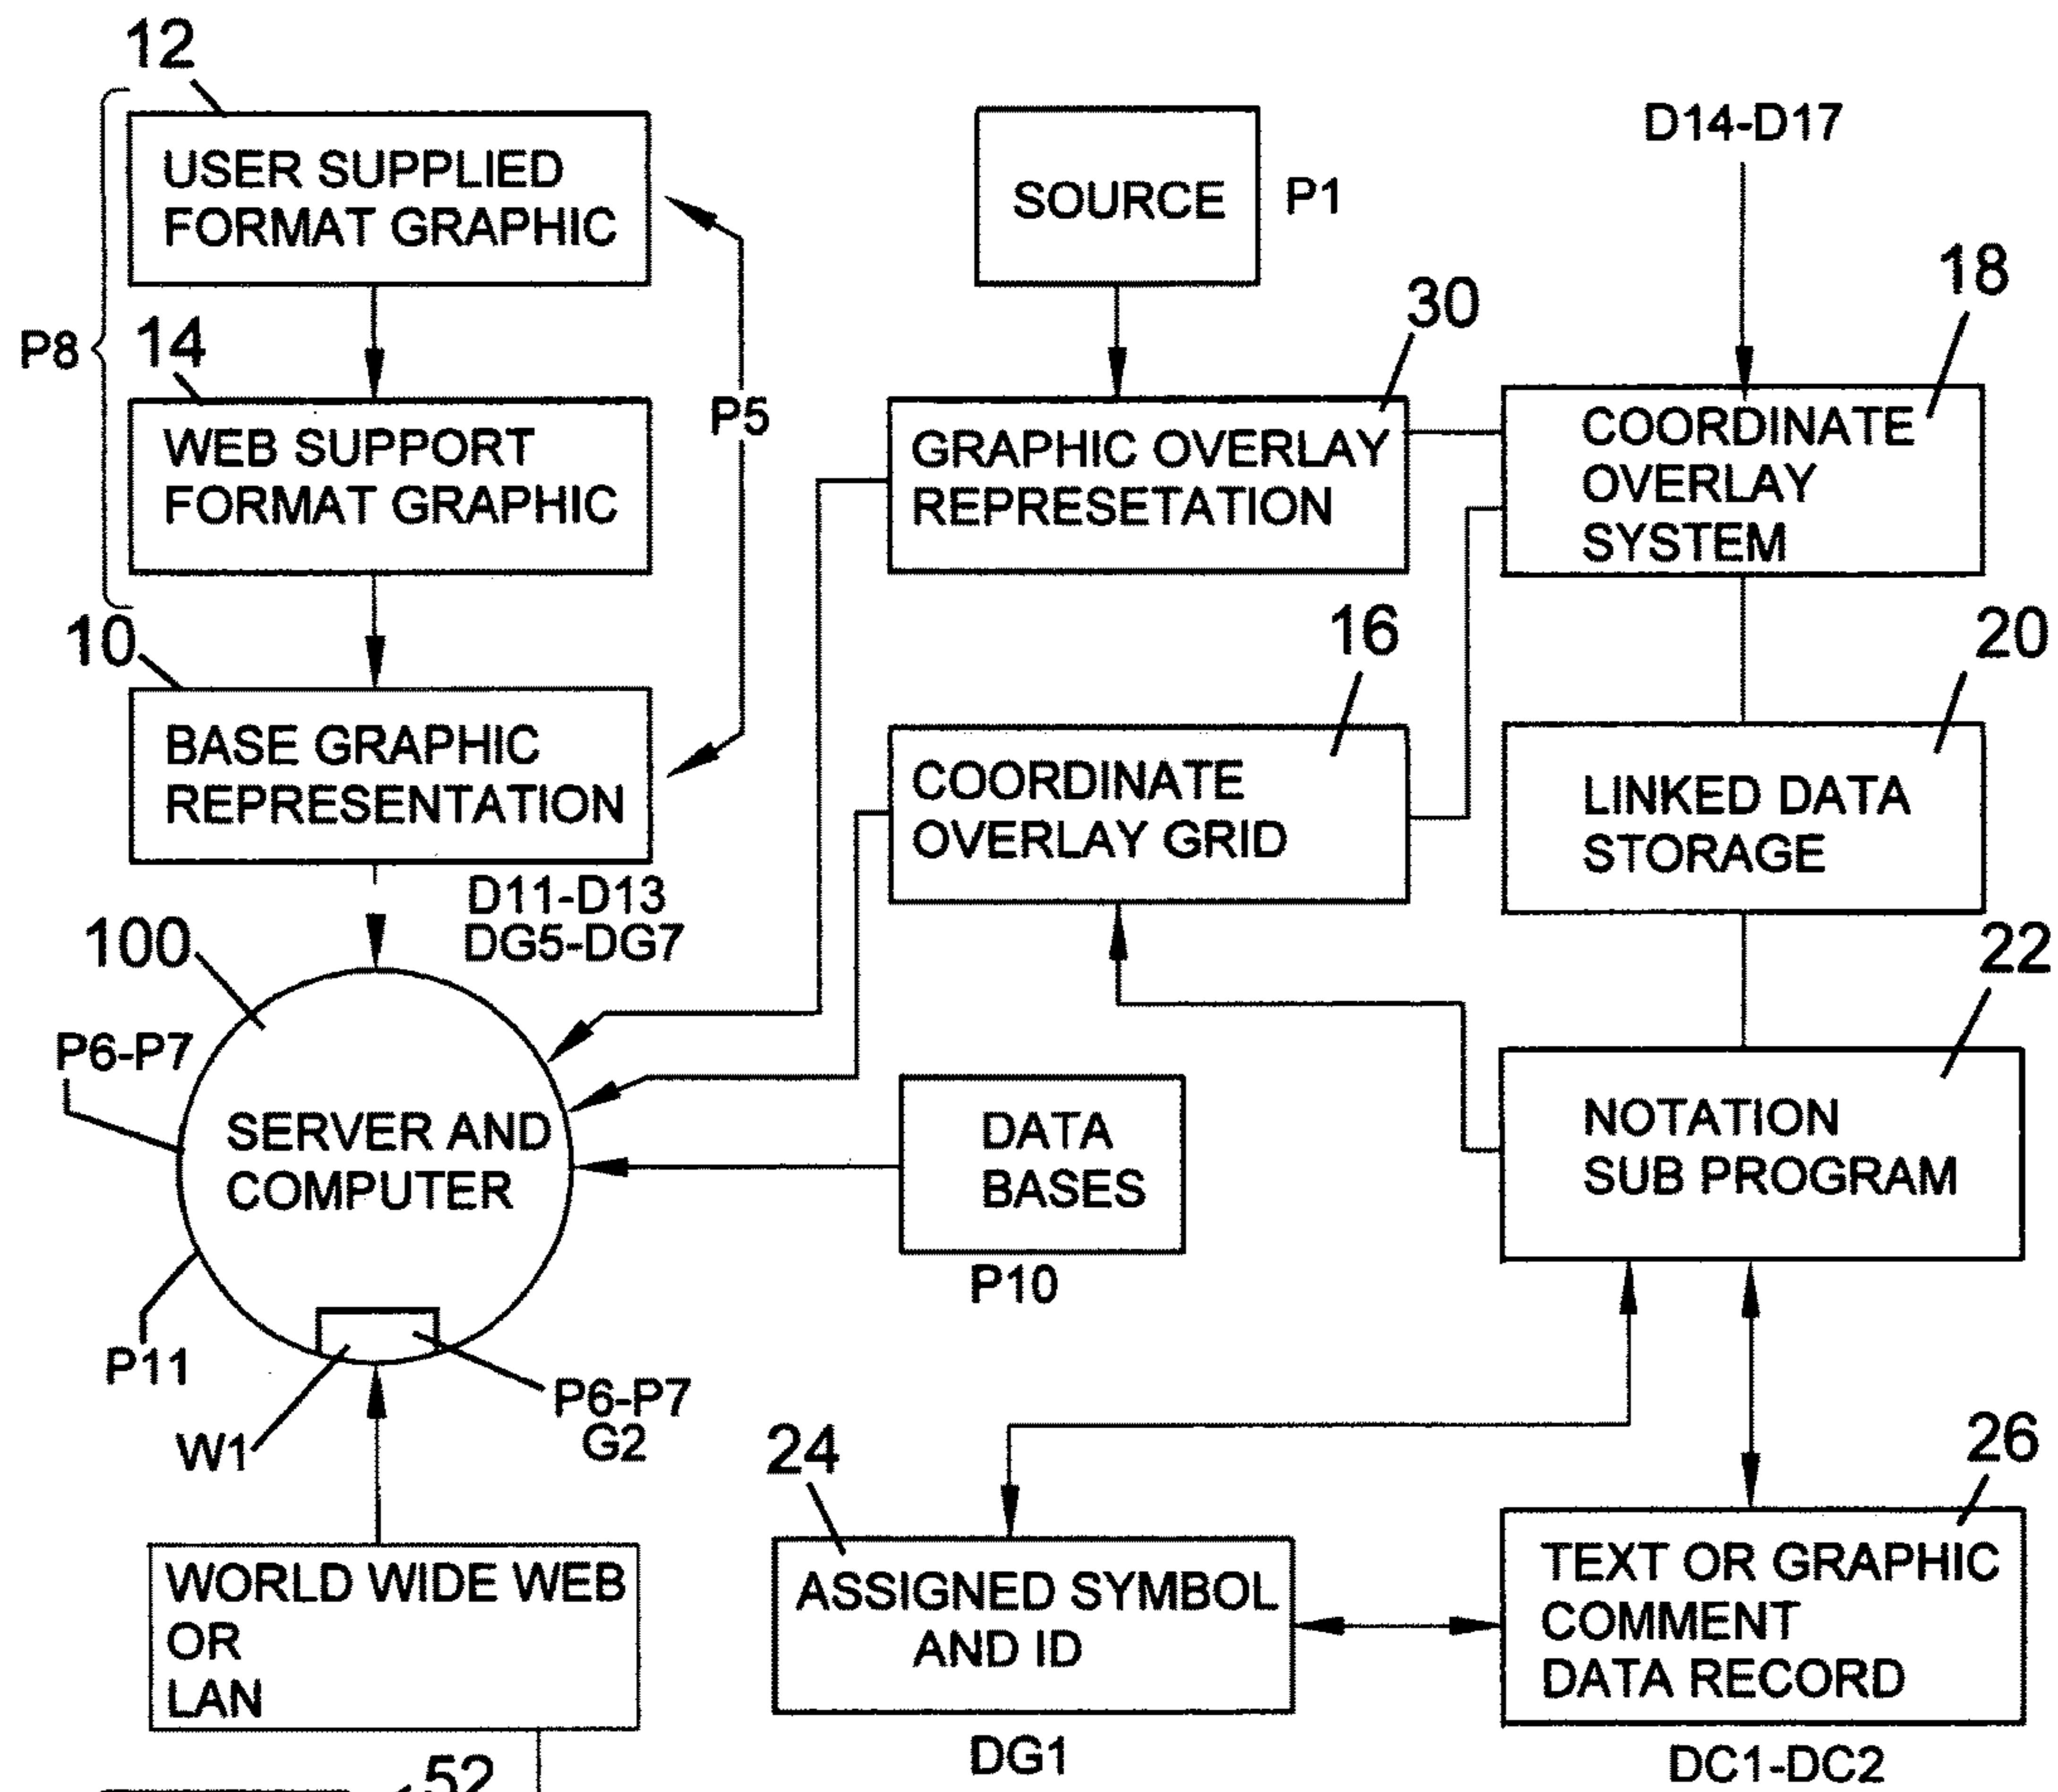 12
USER SUPPLIED
FORMAT GRAPHIC
P8
14
WEB SUPPORT
FORMAT GRAPHIC
P5
10
BASE GRAPHIC
REPRESENTATION
D11-D13
DG5-DG7
100
P6-P7
SERVER AND
COMPUTER
P11
W1
P6-P7
G2
WORLD WIDE WEB
OR
LAN
52
SOURCE
P1
30
GRAPHIC OVERLAY
REPRESETATION
16
COORDINATE
OVERLAY GRID
DATA
BASES
P10
D14-D17
18
COORDINATE
OVERLAY
SYSTEM
20
LINKED DATA
STORAGE
22
NOTATION
SUB PROGRAM
24
ASSIGNED SYMBOL
AND ID
DG1
26
TEXT OR GRAPHIC
COMMENT
DATA RECORD
DC1-DC2